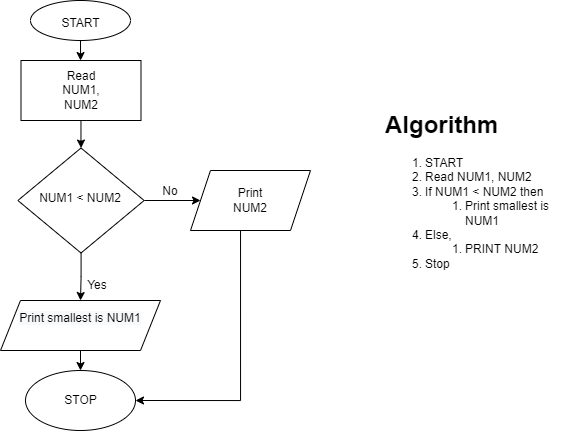 START
Read
NUM1,
NUM2
NUM1 < NUM2
No
Print
NUM2
Yes
Print smallest is NUM1
STOP
Algorithm
1. START
2. Read NUM1, NUM2
3. If NUM1 < NUM2 then
1. Print smallest is
NUM1
4. Else,
1. PRINT NUM2
5. Stop